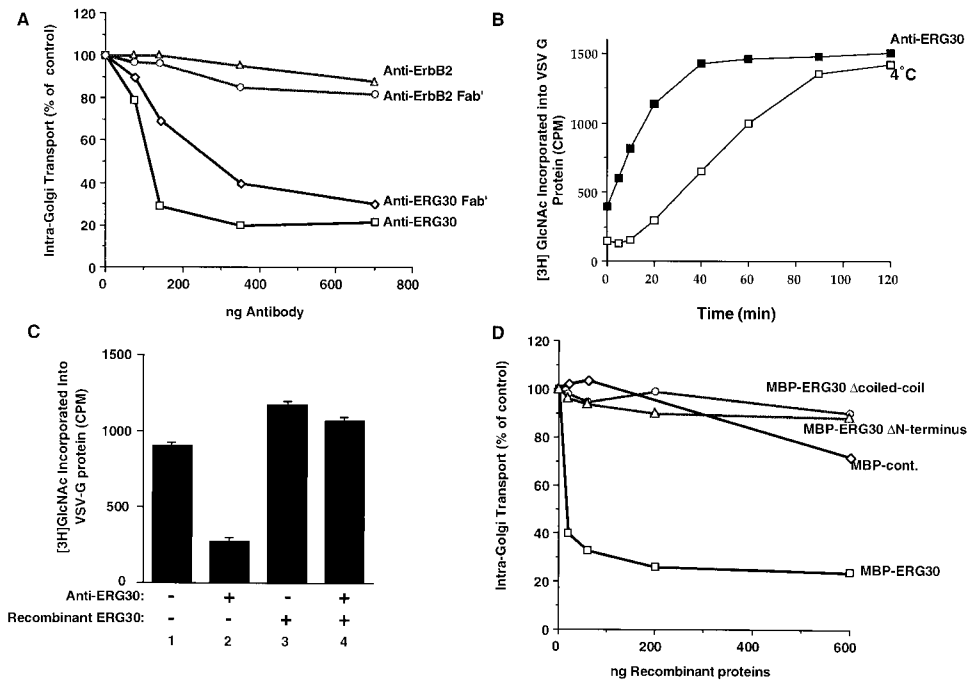 A
Intra-Golgi Transport (% of control)
120
100
80
60
40
20
0
0
200
400
600
800
ng Antibody
Anti-ErbB2
Anti-ErbB2 Fab'
Anti-ERG30 Fab'
Anti-ERG30
B
[3H] GlcNAc Incorporated into VSV G
Protein (CPM)
1500
1000
500
0
0
20
40
60
80
100
120
Time (min)
Anti-ERG30
4°C
C
[3H]GlcNAc Incorporated Into
VSV-G protein (CPM)
1500
1000
500
0
Anti-ERG30: - + - +
Recombinant ERG30: - - + +
1 2 3 4
D
Intra-Golgi Transport (% of control)
120
100
80
60
40
20
0
0
200
400
600
ng Recombinant proteins
MBP-ERG30 Δcoiled-coil
MBP-ERG30 ΔN-terminus
MBP-cont.
MBP-ERG30